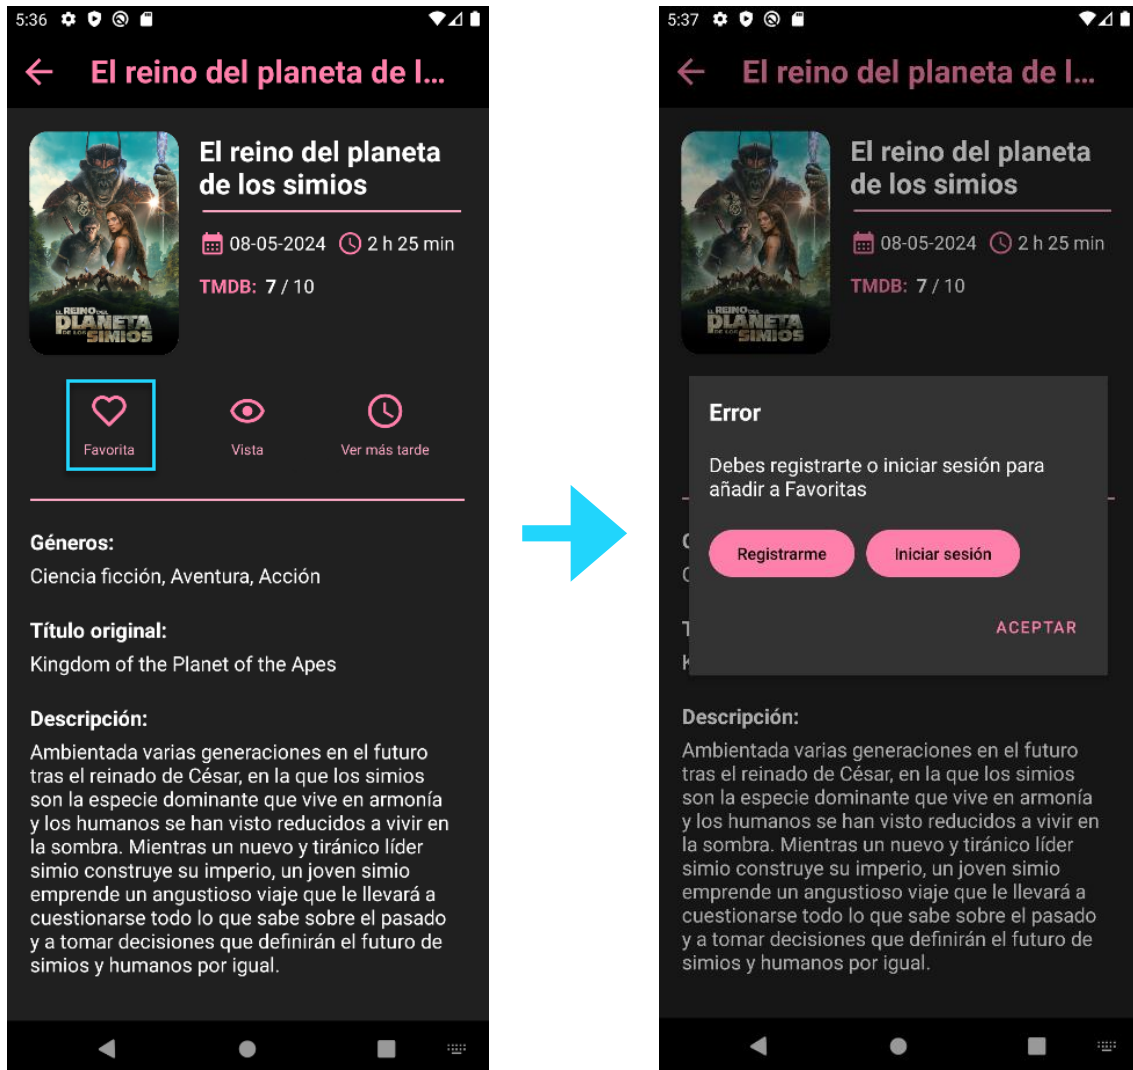 5:36
El reino del planeta de l...
El reino del planeta
de los simios
08-05-2024 2 h 25 min
TMDB: 7 / 10
EL REINO DEL
PLANETA
DE LOS SIMIOS
Favorita Vista Ver más tarde
Géneros:
Ciencia ficción, Aventura, Acción
Título original:
Kingdom of the Planet of the Apes
Descripción:
Ambientada varias generaciones en el futuro
tras el reinado de César, en la que los simios
son la especie dominante que vive en armonía
y los humanos se han visto reducidos a vivir en
la sombra. Mientras un nuevo y tiránico líder
simio construye su imperio, un joven simio
emprende un angustioso viaje que le llevará a
cuestionarse todo lo que sabe sobre el pasado
y a tomar decisiones que definirán el futuro de
simios y humanos por igual.
5:37
El reino del planeta de l...
El reino del planeta
de los simios
08-05-2024 2 h 25 min
TMDB: 7 / 10
EL REINO DEL
PLANETA
DE LOS SIMIOS
Error
Debes registrarte o iniciar sesión para
añadir a Favoritas
Registrarme Iniciar sesión
ACEPTAR
Descripción:
Ambientada varias generaciones en el futuro
tras el reinado de César, en la que los simios
son la especie dominante que vive en armonía
y los humanos se han visto reducidos a vivir en
la sombra. Mientras un nuevo y tiránico líder
simio construye su imperio, un joven simio
emprende un angustioso viaje que le llevará a
cuestionarse todo lo que sabe sobre el pasado
y a tomar decisiones que definirán el futuro de
simios y humanos por igual.